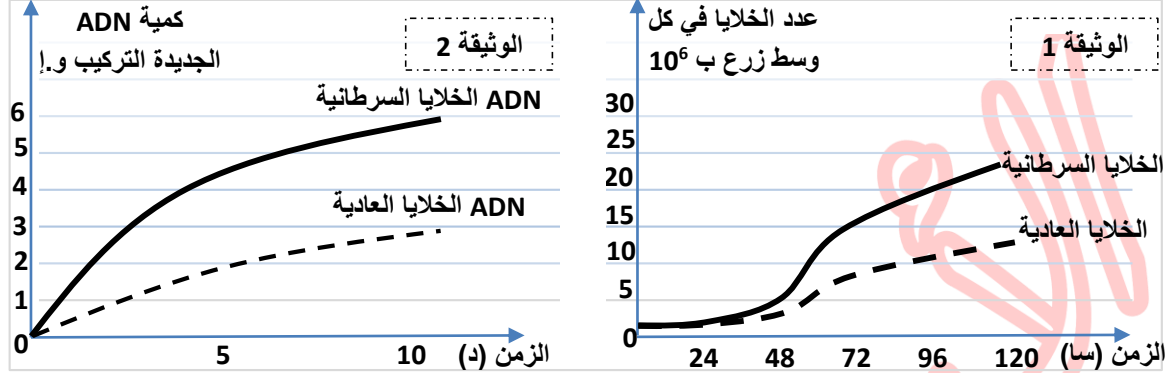 الوثيقة 1
عدد الخلايا في كل
وسط زرع ب 10⁶
30
25
20
15
10
5
0
الخلايا السرطانية
الخلايا العادية
24 48 72 96 120 الزمن (سا)
الوثيقة 2
كمية ADN
الجديدة التركيب و.إ
6
5
4
3
2
1
0
ADN الخلايا السرطانية
ADN الخلايا العادية
5 10 الزمن (د)